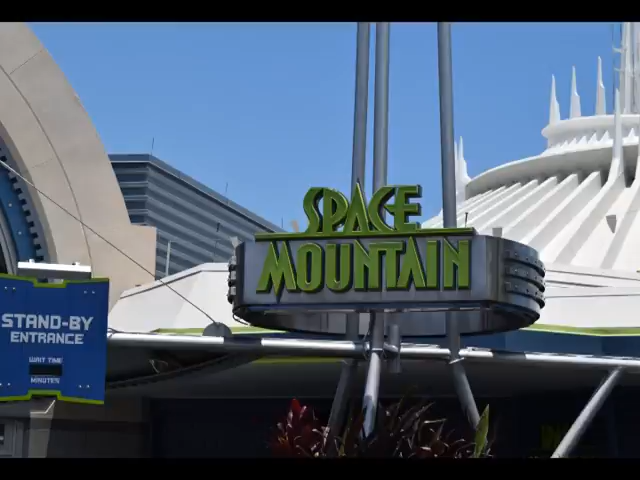 SPACE
MOUNTAIN
STAND-BY
ENTRANCE
WAIT TIME
MINUTES